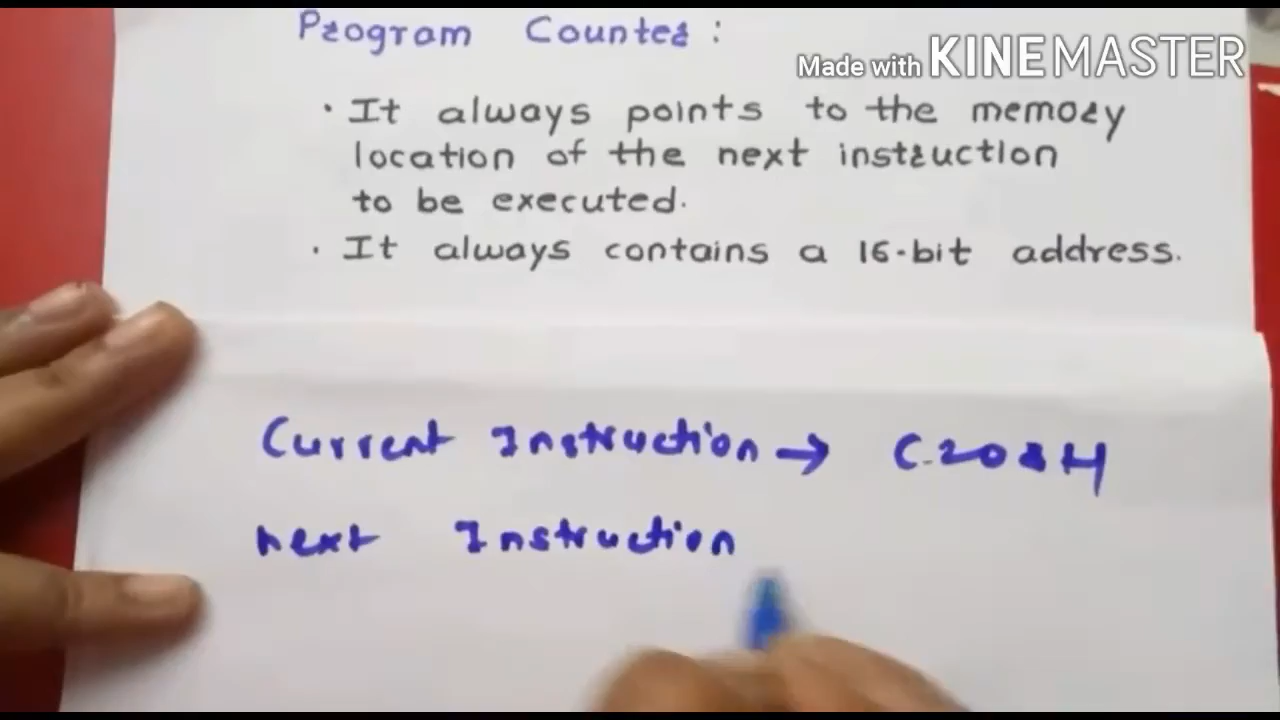 Program Counter :
Made with KINEMASTER
· It always points to the memory
location of the next instruction
to be executed.
· It always contains a 16-bit address.
Current Instruction → C208H
next Instruction